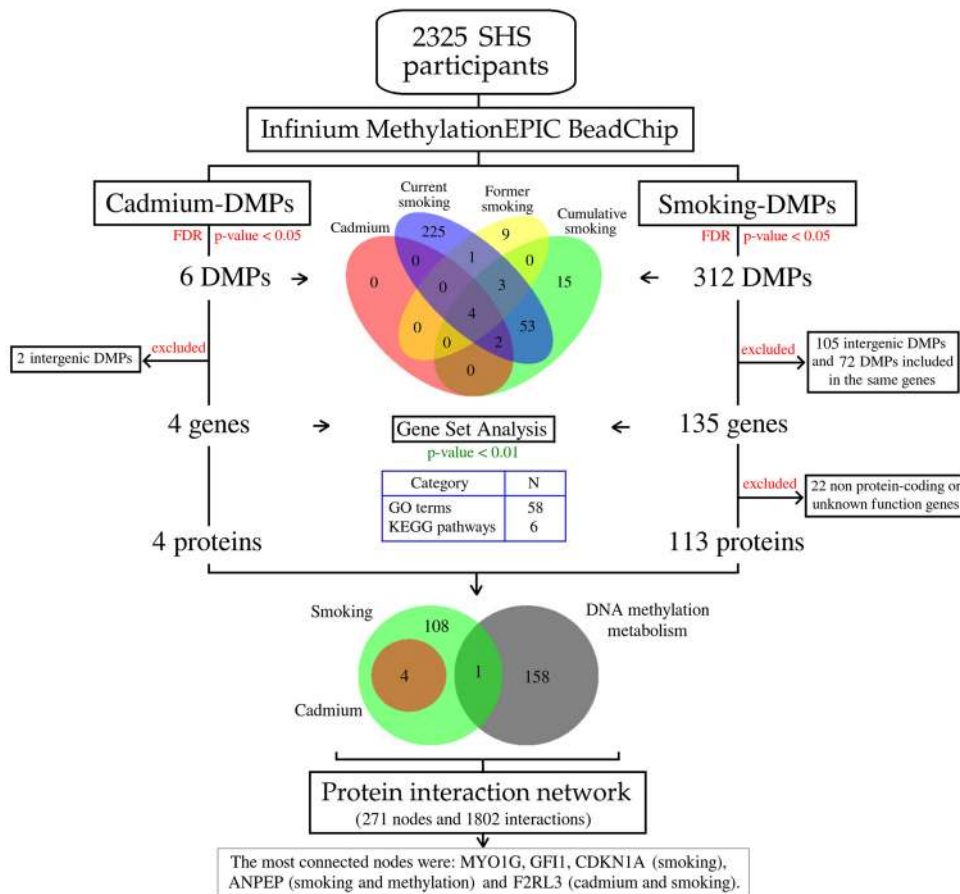 2325 SHS
participants
Infinium MethylationEPIC BeadChip
Cadmium-DMPs
Smoking-DMPs
FDR p-value < 0.05
FDR p-value < 0.05
6 DMPs
312 DMPs
Cadmium
Current
smoking
Former
smoking
Cumulative
smoking
225
9
0
1
0
0
0
3
15
4
0
53
0
2
0
excluded
2 intergenic DMPs
excluded
105 intergenic DMPs
and 72 DMPs included
in the same genes
4 genes
Gene Set Analysis
p-value < 0.01
135 genes
Category N
GO terms 58
KEGG pathways 6
excluded
22 non protein-coding or
unknown function genes
4 proteins
113 proteins
Smoking
DNA methylation
metabolism
108
4
1
158
Cadmium
Protein interaction network
(271 nodes and 1802 interactions)
The most connected nodes were: MYO1G, GFI1, CDKN1A (smoking),
ANPEP (smoking and methylation) and F2RL3 (cadmium and smoking).